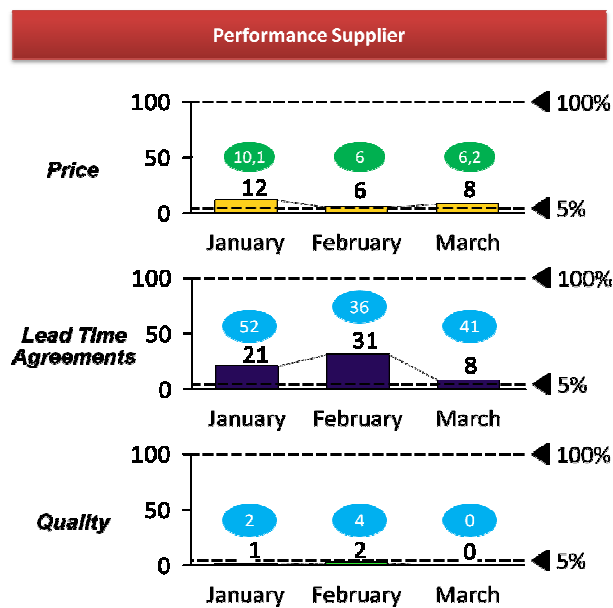 Performance Supplier
100
100%
10,1
6
6,2
Price
50
12
6
8
0
5%
January
February
March
100
100%
52
36
41
Lead Time
Agreements
50
21
31
8
0
5%
January
February
March
100
100%
2
4
0
Quality
50
1
2
0
0
5%
January
February
March